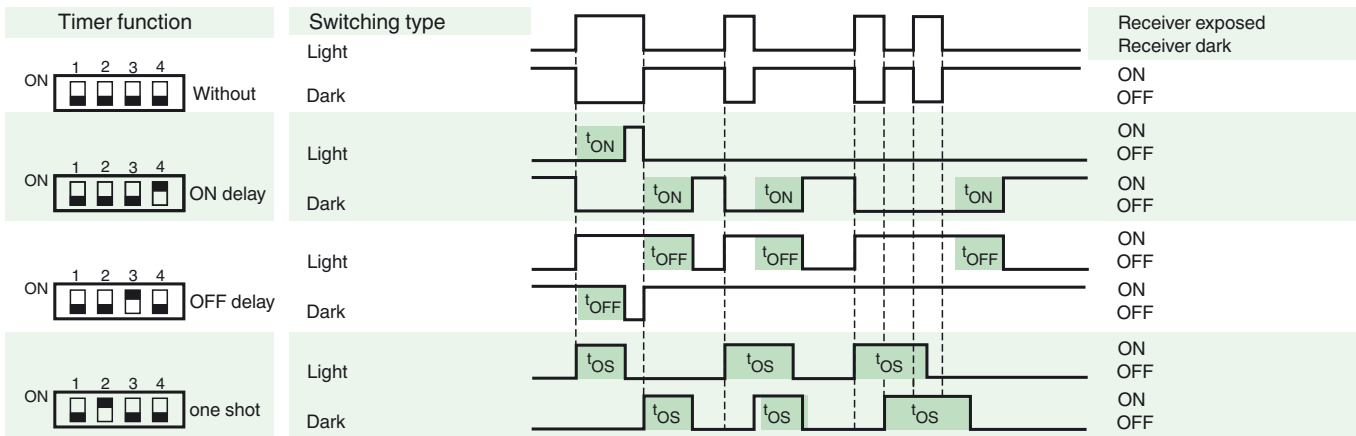 Timer function
Switching type
Receiver exposed
Light
Receiver dark
1 2 3 4
ON
ON
Without
Dark
OFF
ON
tON
Light
OFF
1 2 3 4
ON
ON
ON delay
tON tON tON
Dark
OFF
ON
Light
tOFF tOFF tOFF
OFF
1 2 3 4
ON
ON
OFF delay
tOFF
Dark
OFF
ON
Light
tOS tOS tOS
OFF
1 2 3 4
ON
ON
one shot
tOS tOS tOS
Dark
OFF